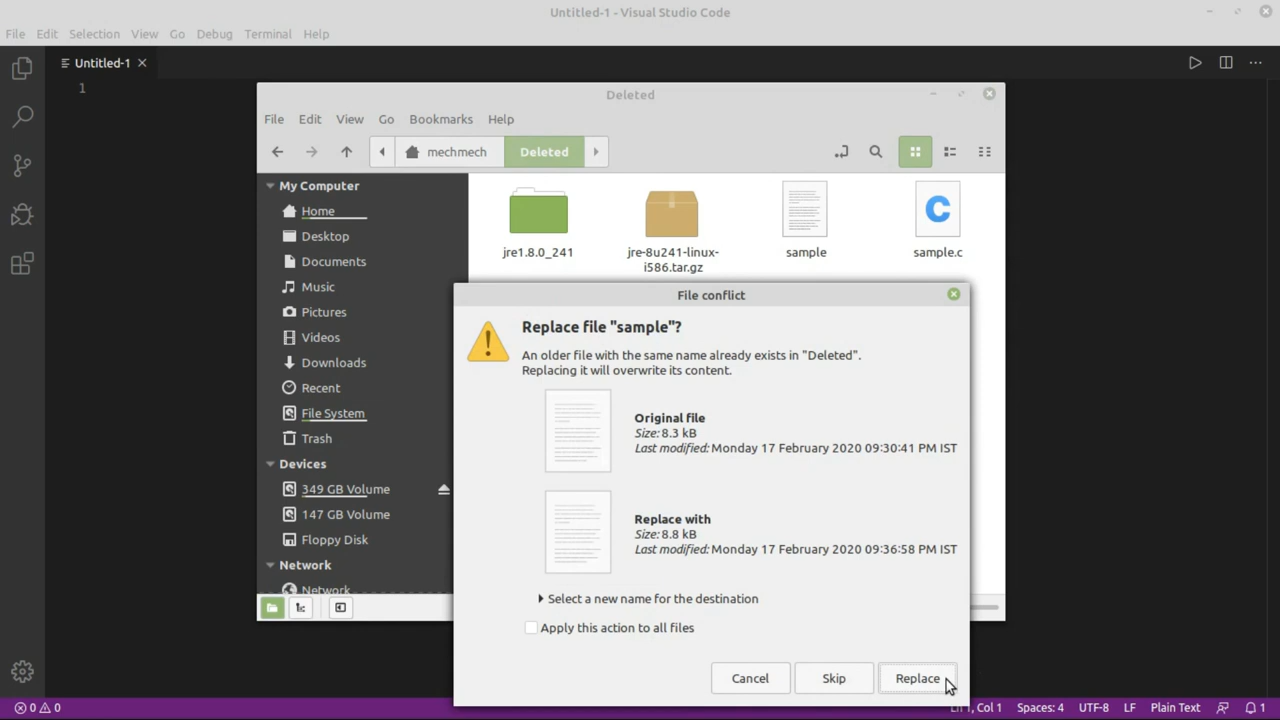 Untitled-1 - Visual Studio Code
File Edit Selection View Go Debug Terminal Help
Untitled-1
1
Deleted
File Edit View Go Bookmarks Help
mechmech Deleted
My Computer
Home
Desktop
Documents
Music
Pictures
Videos
Downloads
Recent
File System
Trash
Devices
349 GB Volume
147 GB Volume
Floppy Disk
Network
Network
jre1.8.0_241
jre-8u241-linux-
i586.tar.gz
sample
sample.c
C
File conflict
Replace file "sample"?
An older file with the same name already exists in "Deleted".
Replacing it will overwrite its content.
Original file
Size: 8.3 kB
Last modified: Monday 17 February 2020 09:30:41 PM IST
Replace with
Size: 8.8 kB
Last modified: Monday 17 February 2020 09:36:58 PM IST
Select a new name for the destination
Apply this action to all files
Cancel Skip Replace
0 0 Ln 1, Col 1 Spaces: 4 UTF-8 LF Plain Text 1